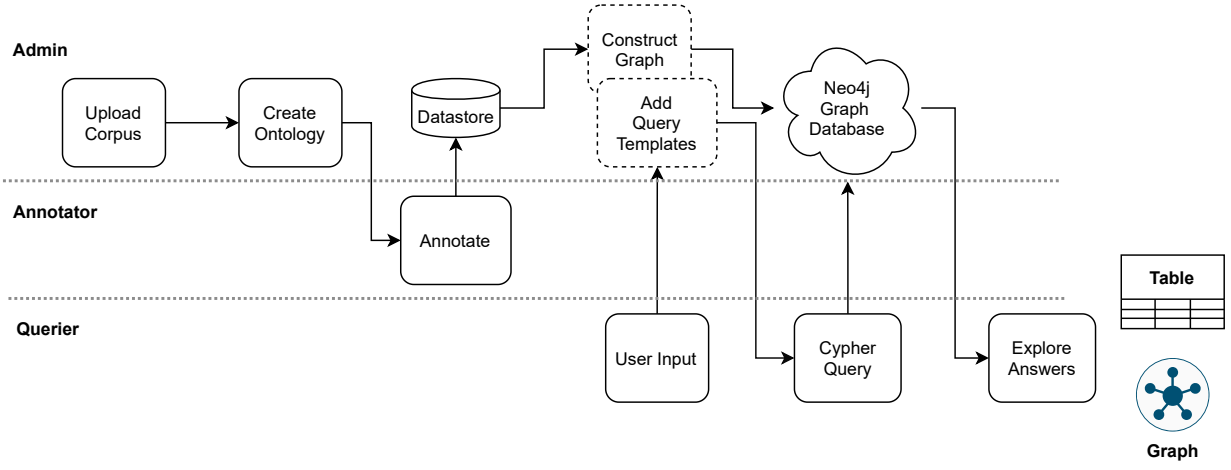 Admin
Upload
Corpus
Create
Ontology
Datastore
Construct
Graph
Add
Query
Templates
Neo4j
Graph
Database
Annotator
Annotate
Querier
User Input
Cypher
Query
Explore
Answers
Table
Graph